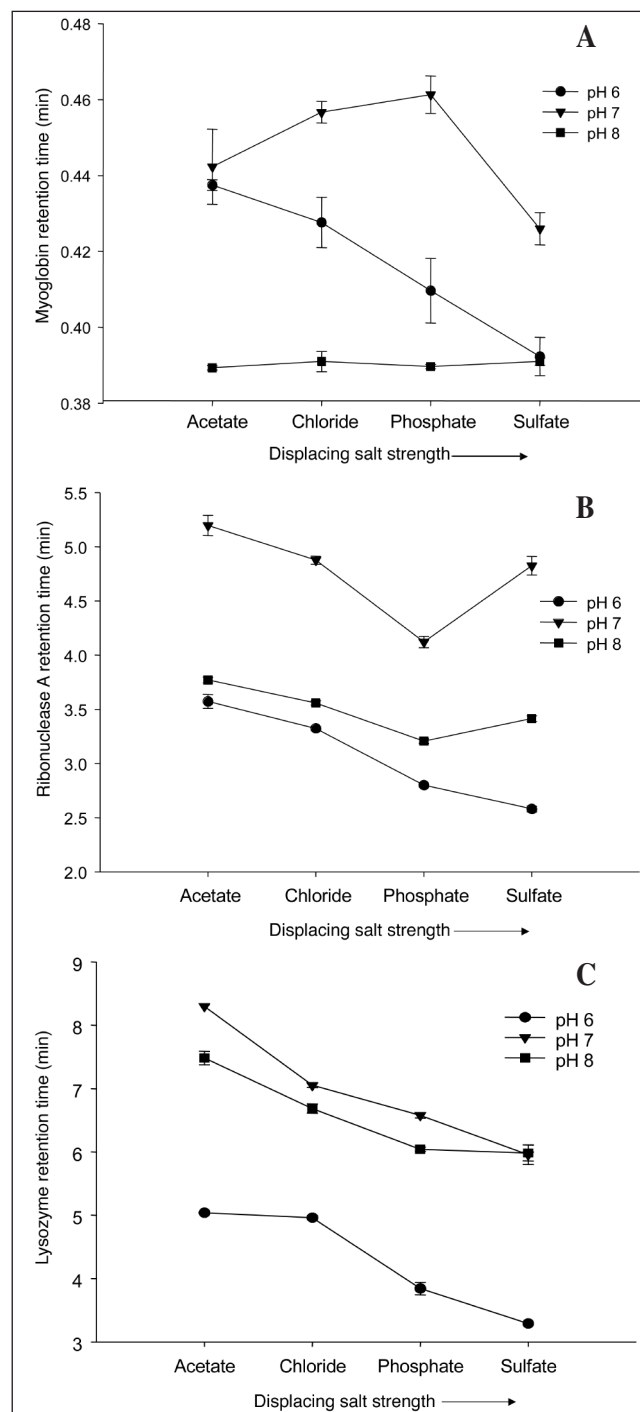 A
Myoglobin retention time (min)
0.48
0.46
0.44
0.42
0.40
0.38
pH 6
pH 7
pH 8
Acetate Chloride Phosphate Sulfate
Displacing salt strength
B
Ribonuclease A retention time (min)
5.5
5.0
4.5
4.0
3.5
3.0
2.5
2.0
pH 6
pH 7
pH 8
Acetate Chloride Phosphate Sulfate
Displacing salt strength
C
Lysozyme retention time (min)
9
8
7
6
5
4
3
pH 6
pH 7
pH 8
Acetate Chloride Phosphate Sulfate
Displacing salt strength